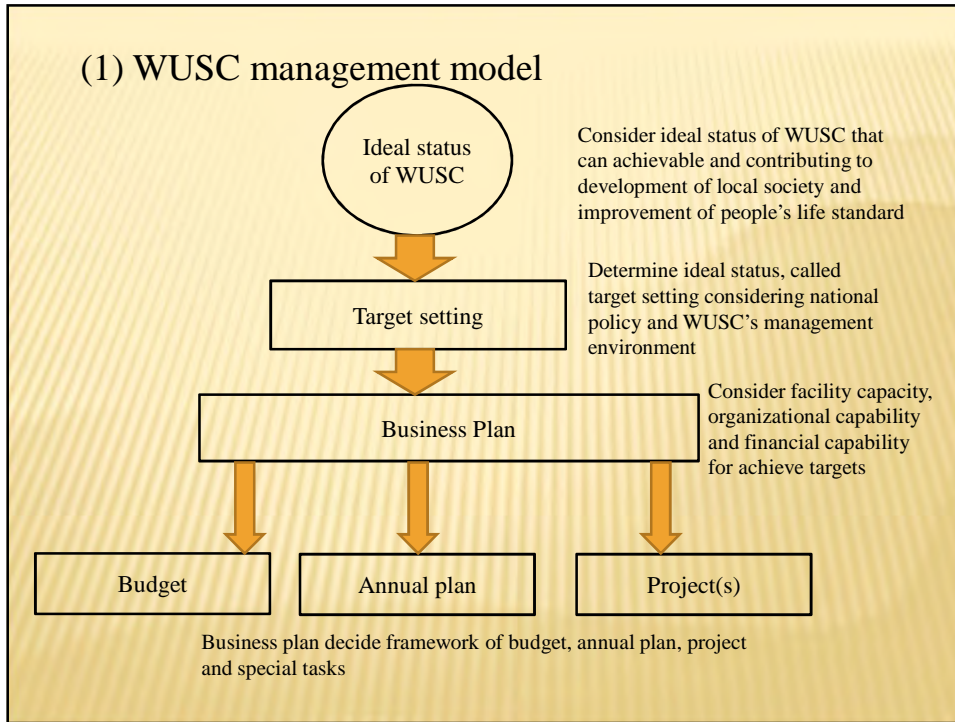 (1) WUSC management model
Ideal status
of WUSC
Consider ideal status of WUSC that
can achievable and contributing to
development of local society and
improvement of people’s life standard
Target setting
Determine ideal status, called
target setting considering national
policy and WUSC’s management
environment
Business Plan
Consider facility capacity,
organizational capability
and financial capability
for achieve targets
Budget
Annual plan
Project(s)
Business plan decide framework of budget, annual plan, project
and special tasks